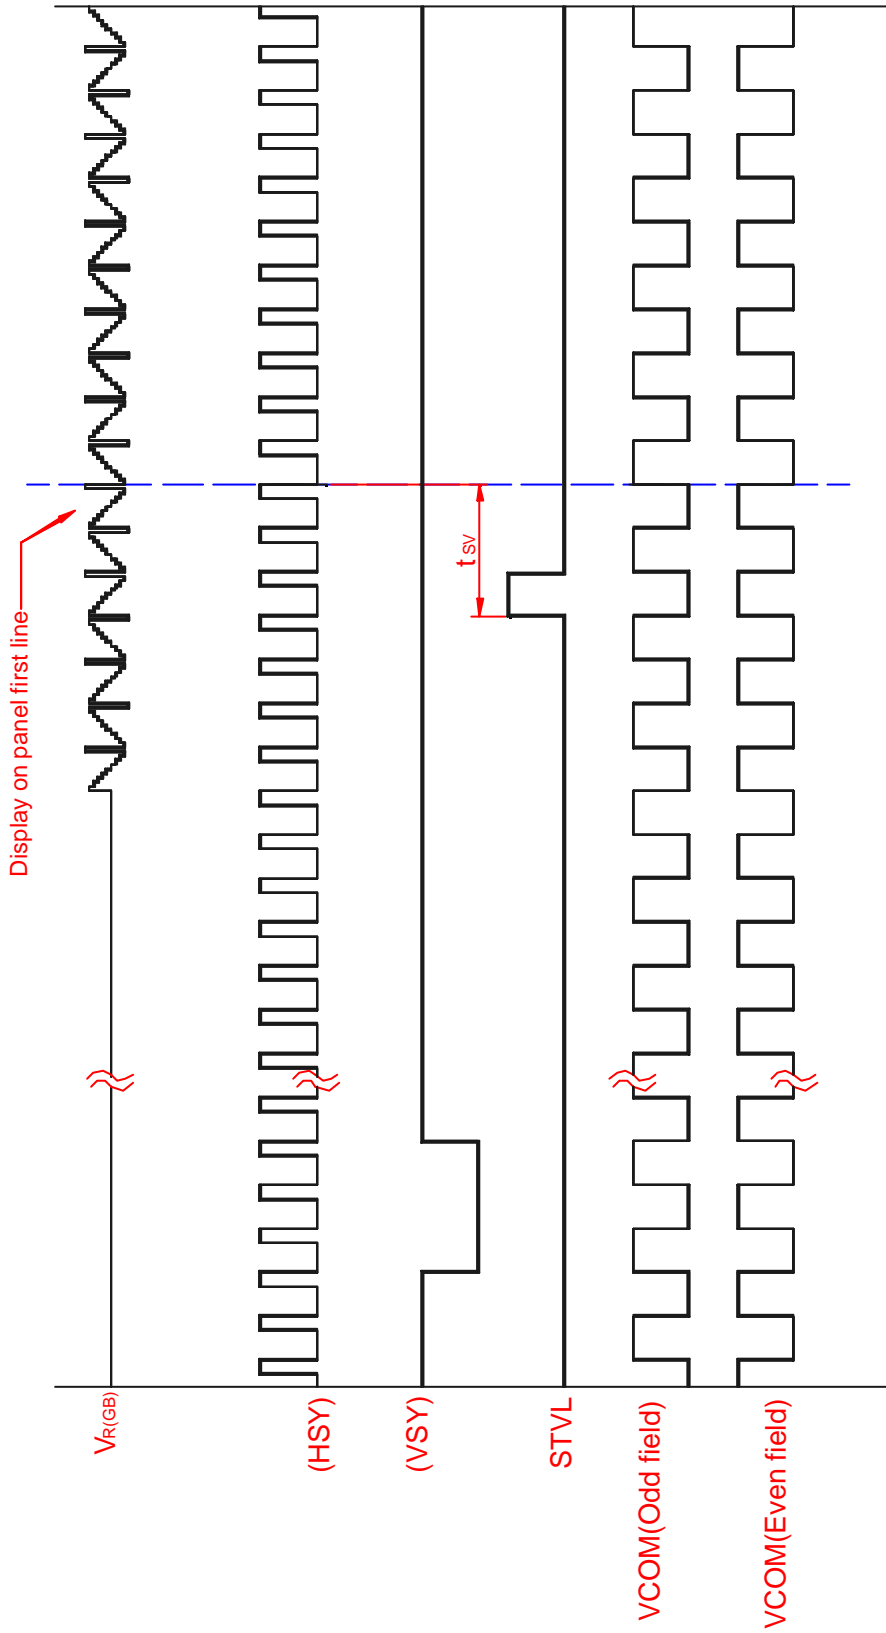 Display on panel first line
VR(GB)
(HSY)
(VSY)
tsv
STVL
VCOM(Odd field)
VCOM(Even field)